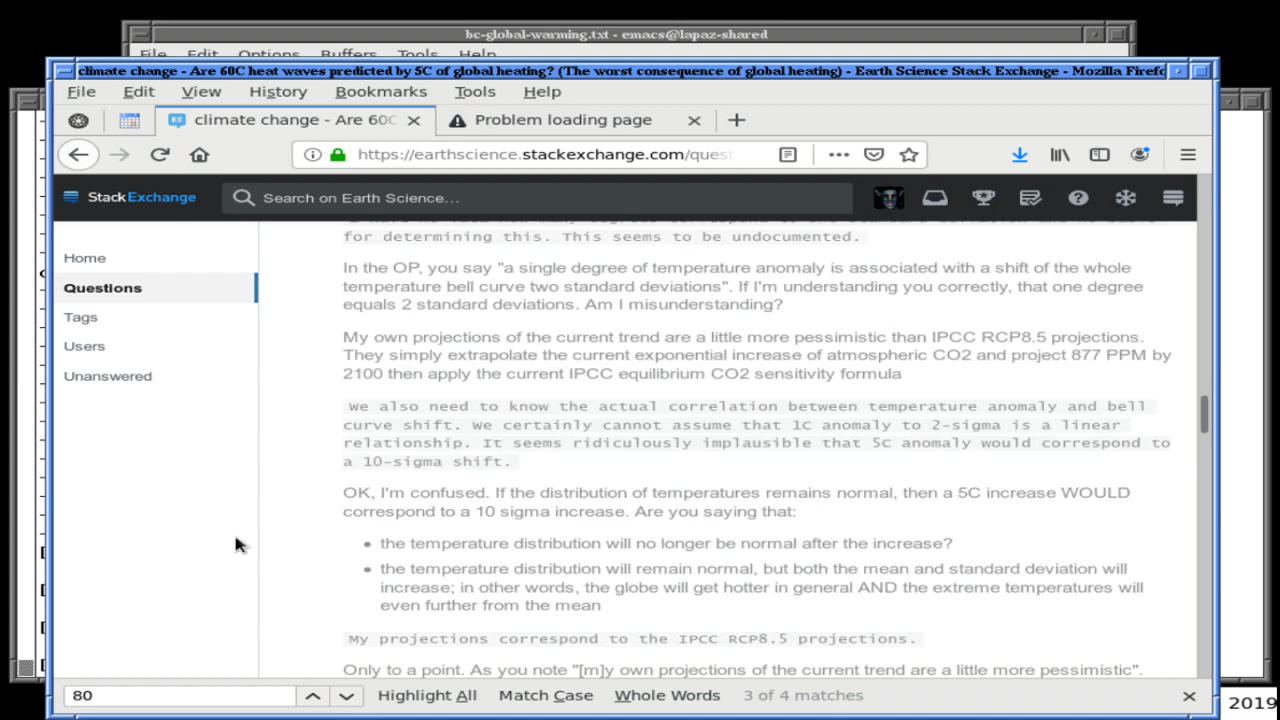 bc-global-warming.txt - emacs@lapaz-shared
File Edit Options Buffers Tools Help
climate change - Are 60C heat waves predicted by 5C of global heating? (The worst consequence of global heating) - Earth Science Stack Exchange - Mozilla Firefo
File Edit View History Bookmarks Tools Help
climate change - Are 60C
Problem loading page
https://earthscience.stackexchange.com/quest
StackExchange
Search on Earth Science...
for determining this. This seems to be undocumented.
Home
In the OP, you say "a single degree of temperature anomaly is associated with a shift of the whole
Questions
temperature bell curve two standard deviations". If I'm understanding you correctly, that one degree
equals 2 standard deviations. Am I misunderstanding?
Tags
My own projections of the current trend are a little more pessimistic than IPCC RCP8.5 projections.
Users
They simply extrapolate the current exponential increase of atmospheric CO2 and project 877 PPM by
Unanswered
2100 then apply the current IPCC equilibrium CO2 sensitivity formula
We also need to know the actual correlation between temperature anomaly and bell
curve shift. We certainly cannot assume that 1C anomaly to 2-sigma is a linear
relationship. It seems ridiculously implausible that 5C anomaly would correspond to
a 10-sigma shift.
OK, I'm confused. If the distribution of temperatures remains normal, then a 5C increase WOULD
correspond to a 10 sigma increase. Are you saying that:
• the temperature distribution will no longer be normal after the increase?
• the temperature distribution will remain normal, but both the mean and standard deviation will
increase; in other words, the globe will get hotter in general AND the extreme temperatures will
even further from the mean
My projections correspond to the IPCC RCP8.5 projections.
Only to a point. As you note "[m]y own projections of the current trend are a little more pessimistic".
80
Highlight All Match Case Whole Words 3 of 4 matches
2019